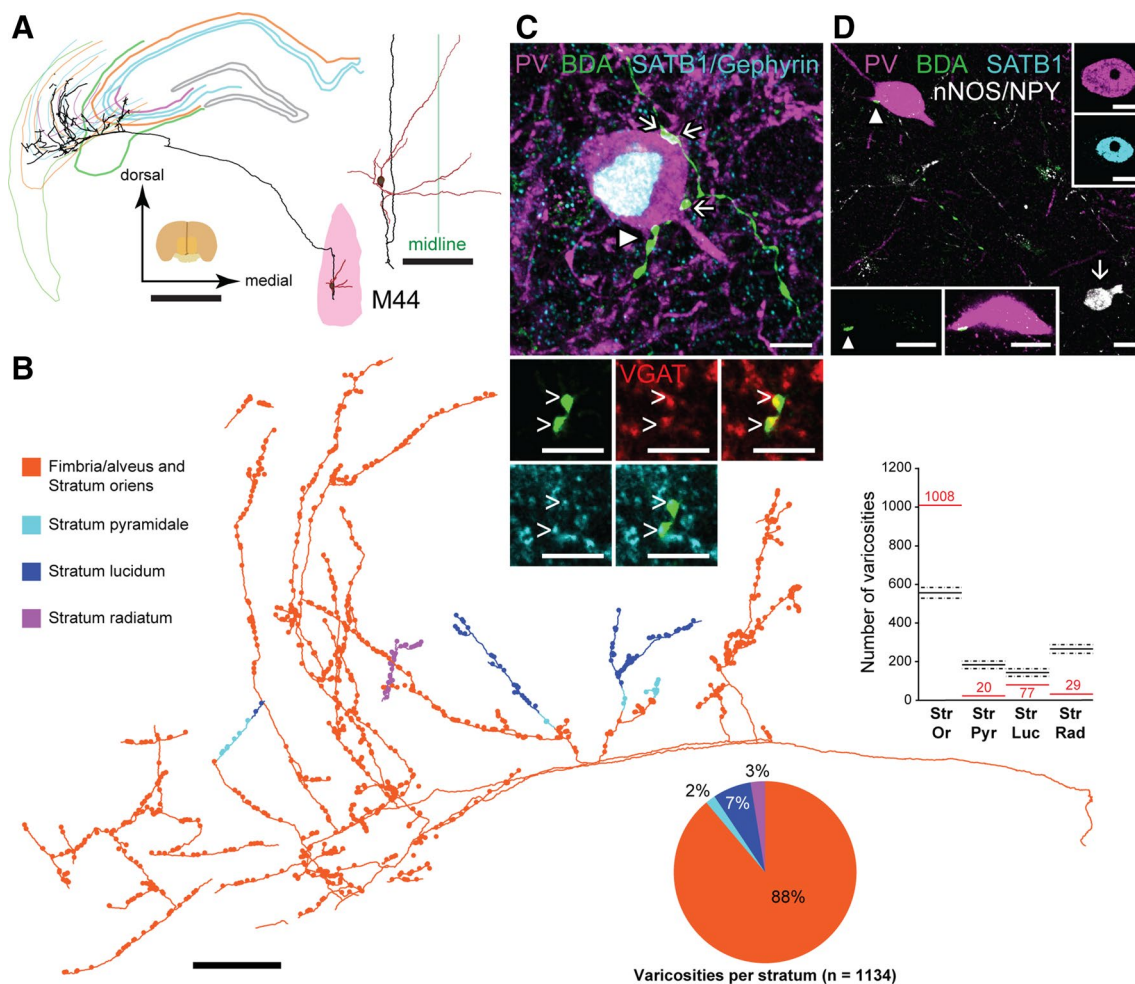 A
dorsal
medial
midline
M44
C
PV BDA SATB1/Gephyrin
D
PV BDA SATB1
nNOS/NPY
B
Fimbria/alveus and
Stratum oriens
Stratum pyramidale
Stratum lucidum
Stratum radiatum
VGAT
>
>
>
>
>
>
>
>
>
>
Number of varicosities
1200
1000
800
600
400
200
0
1008
20
77
29
Str Str Str Str
Or Pyr Luc Rad
3%
2%
7%
88%
Varicosities per stratum (n = 1134)